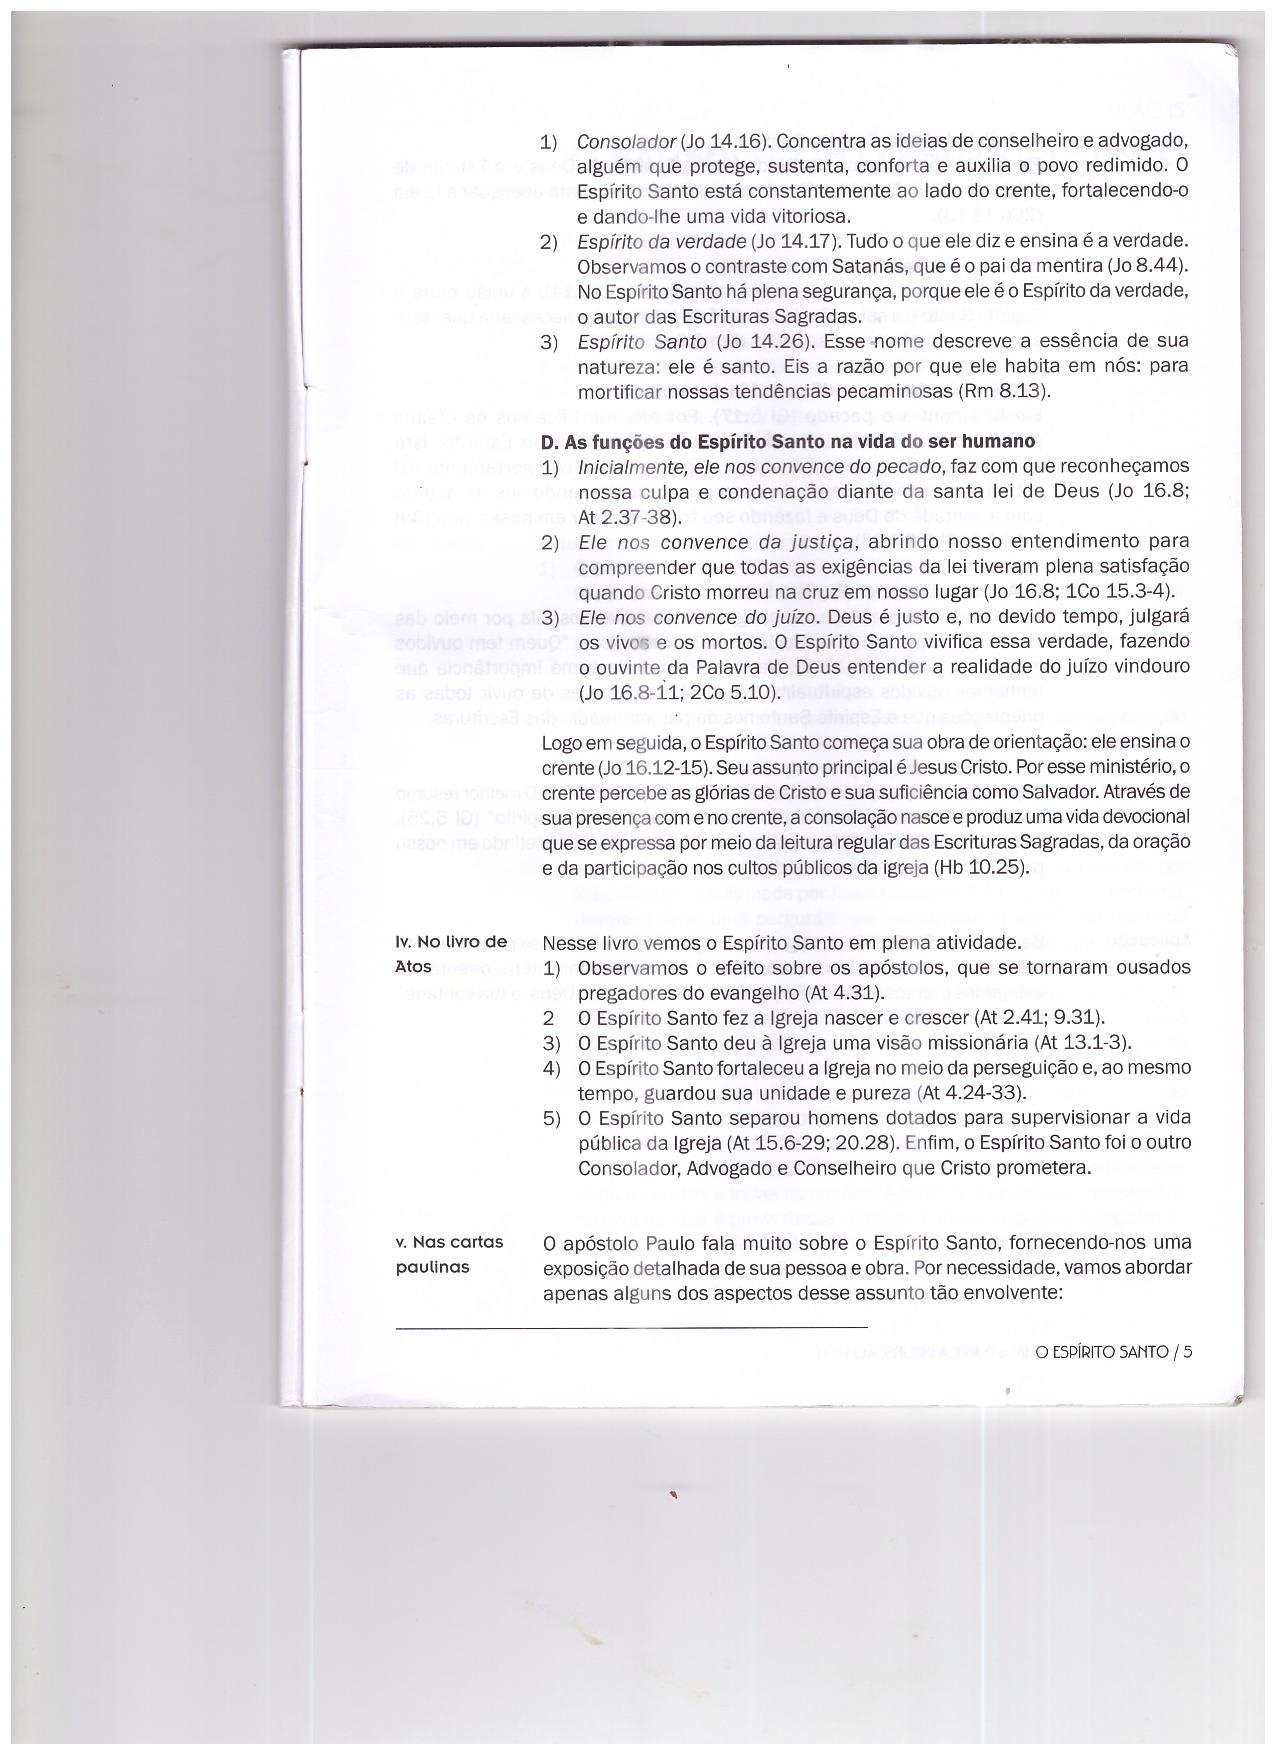 1) Consolador (Jo 14.16). Concentra as ideias de conselheiro e advogado,
alguém que protege, sustenta, conforta e auxilia o povo redimido. O
Espírito Santo está constantemente ao lado do crente, fortalecendo-o
e dando-lhe uma vida vitoriosa.
2) Espírito da verdade (Jo 14.17). Tudo o que ele diz e ensina é a verdade.
Observamos o contraste com Satanás, que é o pai da mentira (Jo 8.44).
No Espírito Santo há plena segurança, porque ele é o Espírito da verdade,
o autor das Escrituras Sagradas.
3) Espírito Santo (Jo 14.26). Esse nome descreve a essência de sua
natureza: ele é santo. Eis a razão por que ele habita em nós: para
mortificar nossas tendências pecaminosas (Rm 8.13).
D. As funções do Espírito Santo na vida do ser humano
1) Inicialmente, ele nos convence do pecado, faz com que reconheçamos
nossa culpa e condenação diante da santa lei de Deus (Jo 16.8;
At 2.37-38).
2) Ele nos convence da justiça, abrindo nosso entendimento para
compreender que todas as exigências da lei tiveram plena satisfação
quando Cristo morreu na cruz em nosso lugar (Jo 16.8; 1Co 15.3-4).
3) Ele nos convence do juízo. Deus é justo e, no devido tempo, julgará
os vivos e os mortos. O Espírito Santo vivifica essa verdade, fazendo
o ouvinte da Palavra de Deus entender a realidade do juízo vindouro
(Jo 16.8-11; 2Co 5.10).
Logo em seguida, o Espírito Santo começa sua obra de orientação: ele ensina o
crente (Jo 16.12-15). Seu assunto principal é Jesus Cristo. Por esse ministério, o
crente percebe as glórias de Cristo e sua suficiência como Salvador. Através de
sua presença com e no crente, a consolação nasce e produz uma vida devocional
que se expressa por meio da leitura regular das Escrituras Sagradas, da oração
e da participação nos cultos públicos da igreja (Hb 10.25).
Iv. No livro de
Atos
Nesse livro vemos o Espírito Santo em plena atividade.
1) Observamos o efeito sobre os apóstolos, que se tornaram ousados
pregadores do evangelho (At 4.31).
2 O Espírito Santo fez a Igreja nascer e crescer (At 2.41; 9.31).
3) O Espírito Santo deu à Igreja uma visão missionária (At 13.1-3).
4) O Espírito Santo fortaleceu a Igreja no meio da perseguição e, ao mesmo
tempo, guardou sua unidade e pureza (At 4.24-33).
5) O Espírito Santo separou homens dotados para supervisionar a vida
pública da Igreja (At 15.6-29; 20.28). Enfim, o Espírito Santo foi o outro
Consolador, Advogado e Conselheiro que Cristo prometera.
v. Nas cartas
paulinas
O apóstolo Paulo fala muito sobre o Espírito Santo, fornecendo-nos uma
exposição detalhada de sua pessoa e obra. Por necessidade, vamos abordar
apenas alguns dos aspectos desse assunto tão envolvente:
O ESPÍRITO SANTO / 5